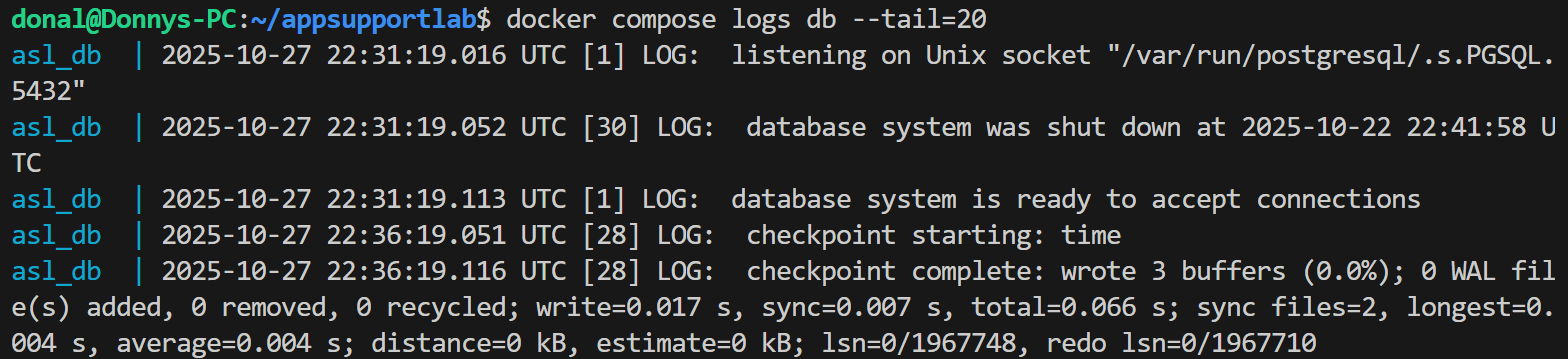 donal@Donnys-PC:~/appsupportlab$ docker compose logs db --tail=20
asl_db  | 2025-10-27 22:31:19.016 UTC [1] LOG:  listening on Unix socket "/var/run/postgresql/.s.PGSQL.
5432"
asl_db  | 2025-10-27 22:31:19.052 UTC [30] LOG:  database system was shut down at 2025-10-22 22:41:58 U
TC
asl_db  | 2025-10-27 22:31:19.113 UTC [1] LOG:  database system is ready to accept connections
asl_db  | 2025-10-27 22:36:19.051 UTC [28] LOG:  checkpoint starting: time
asl_db  | 2025-10-27 22:36:19.116 UTC [28] LOG:  checkpoint complete: wrote 3 buffers (0.0%); 0 WAL fil
e(s) added, 0 removed, 0 recycled; write=0.017 s, sync=0.007 s, total=0.066 s; sync files=2, longest=0.
004 s, average=0.004 s; distance=0 kB, estimate=0 kB; lsn=0/1967748, redo lsn=0/1967710